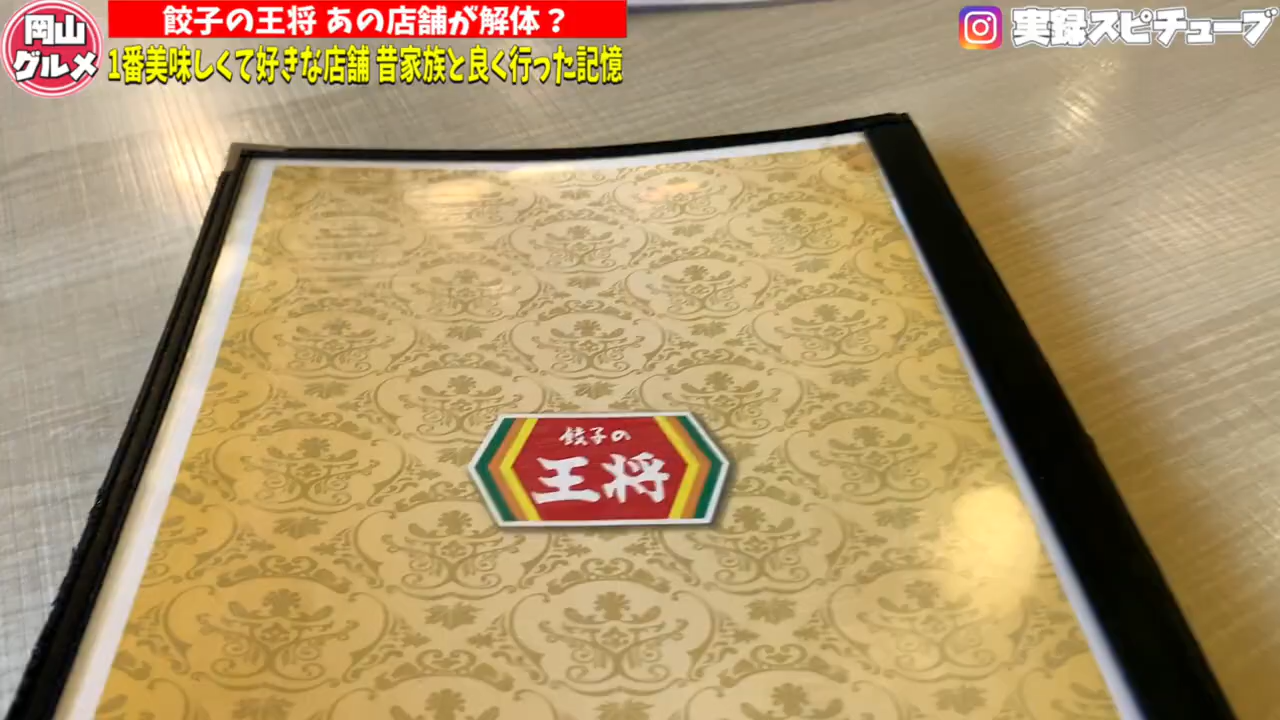 岡山
グルメ
餃子の王将 あの店舗が解体？
1番美味しくて好きな店舗 昔家族と良く行った記憶
実録スピチューブ
餃子の
王将